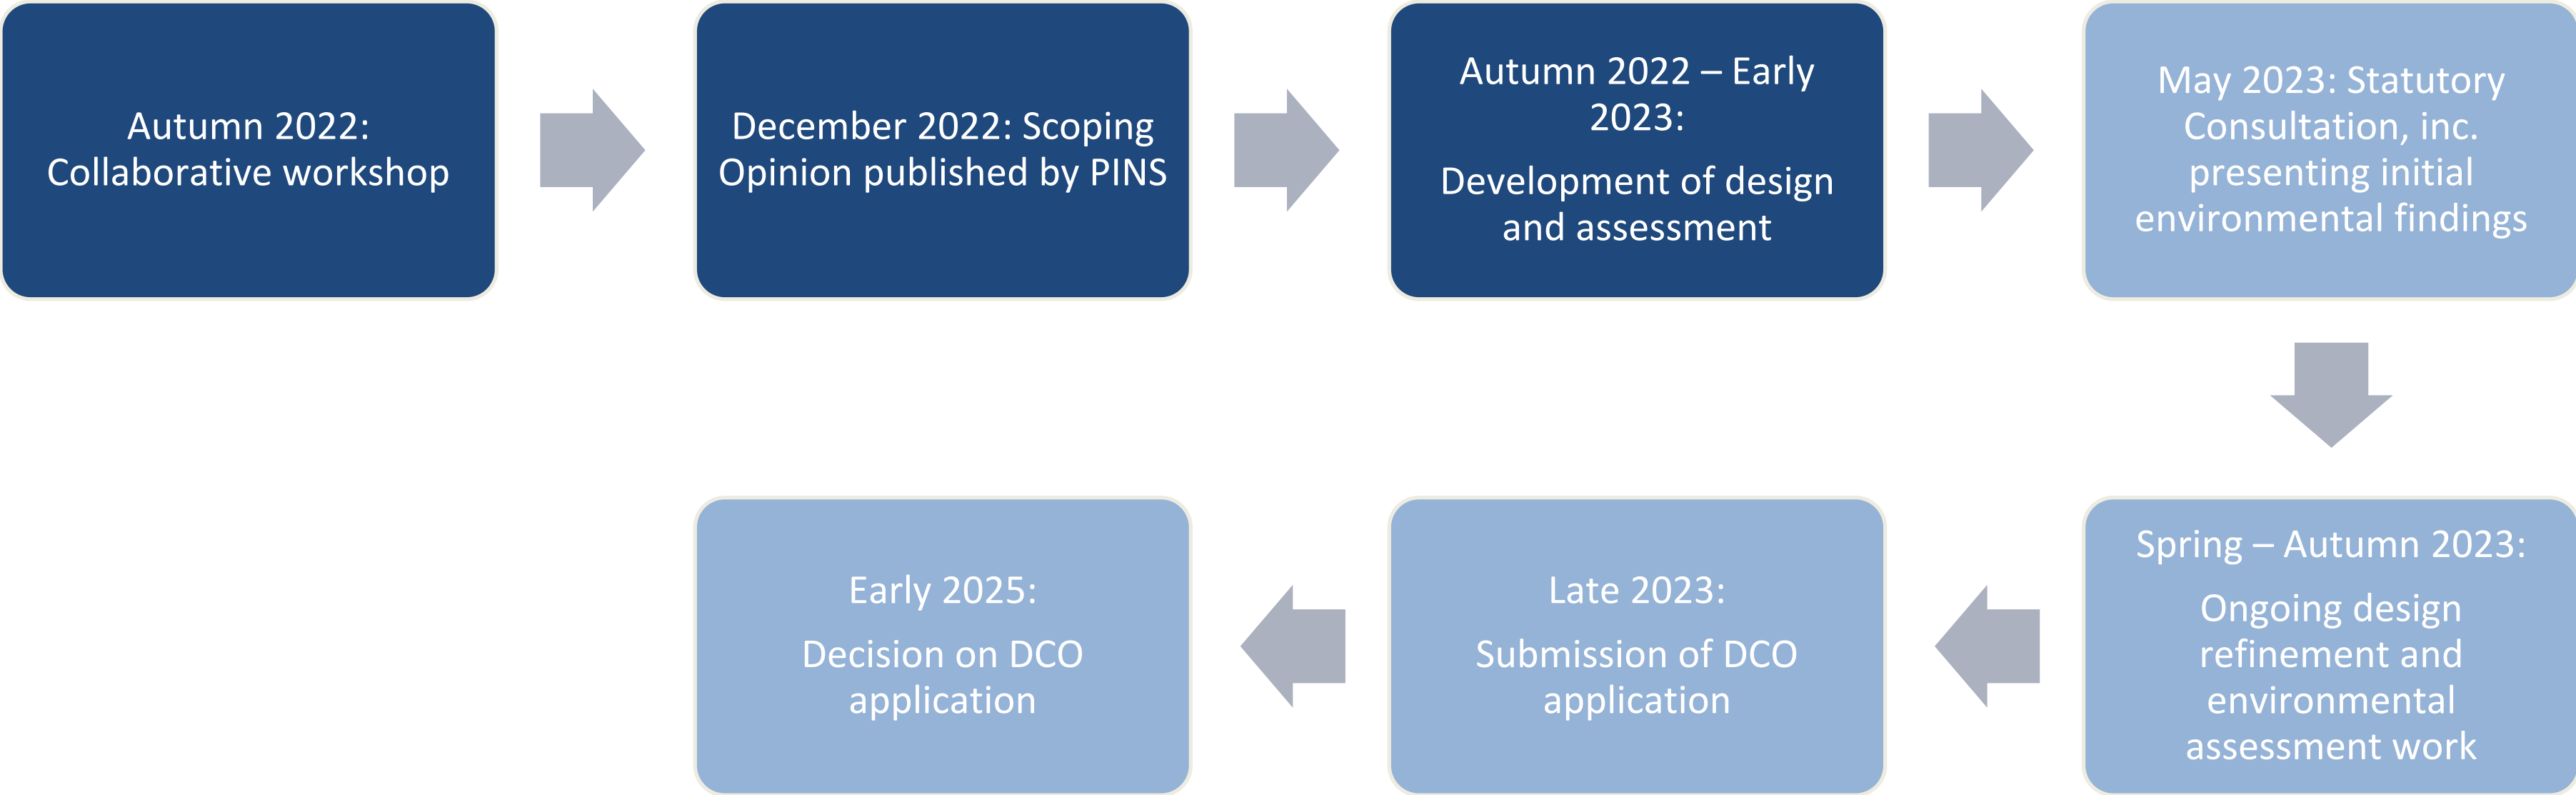 Autumn 2022:
Collaborative workshop
December 2022: Scoping
Opinion published by PINS
Autumn 2022 – Early
2023:
Development of design
and assessment
May 2023: Statutory
Consultation, inc.
presenting initial
environmental findings
Spring – Autumn 2023:
Ongoing design
refinement and
environmental
assessment work
Late 2023:
Submission of DCO
application
Early 2025:
Decision on DCO
application